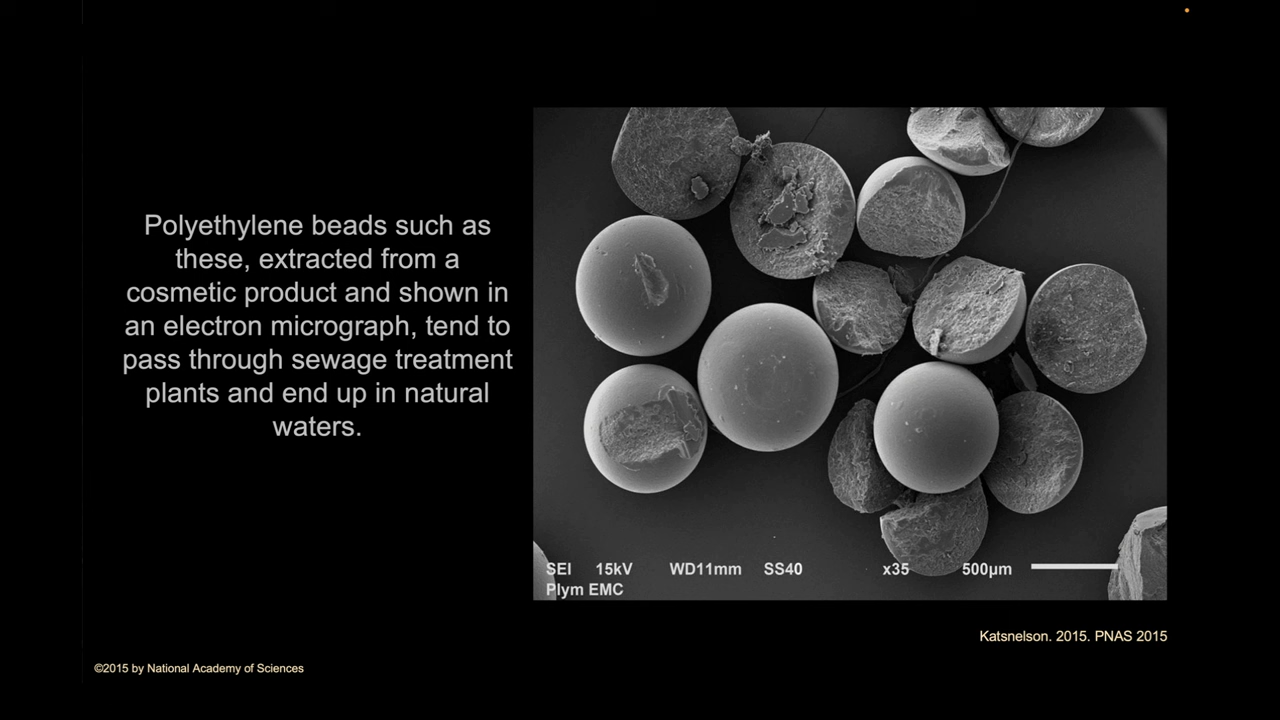 Polyethylene beads such as
these, extracted from a
cosmetic product and shown in
an electron micrograph, tend to
pass through sewage treatment
plants and end up in natural
waters.
SEI 15kV WD11mm SS40 x35 500µm
Plym EMC
Katsnelson. 2015. PNAS 2015
©2015 by National Academy of Sciences